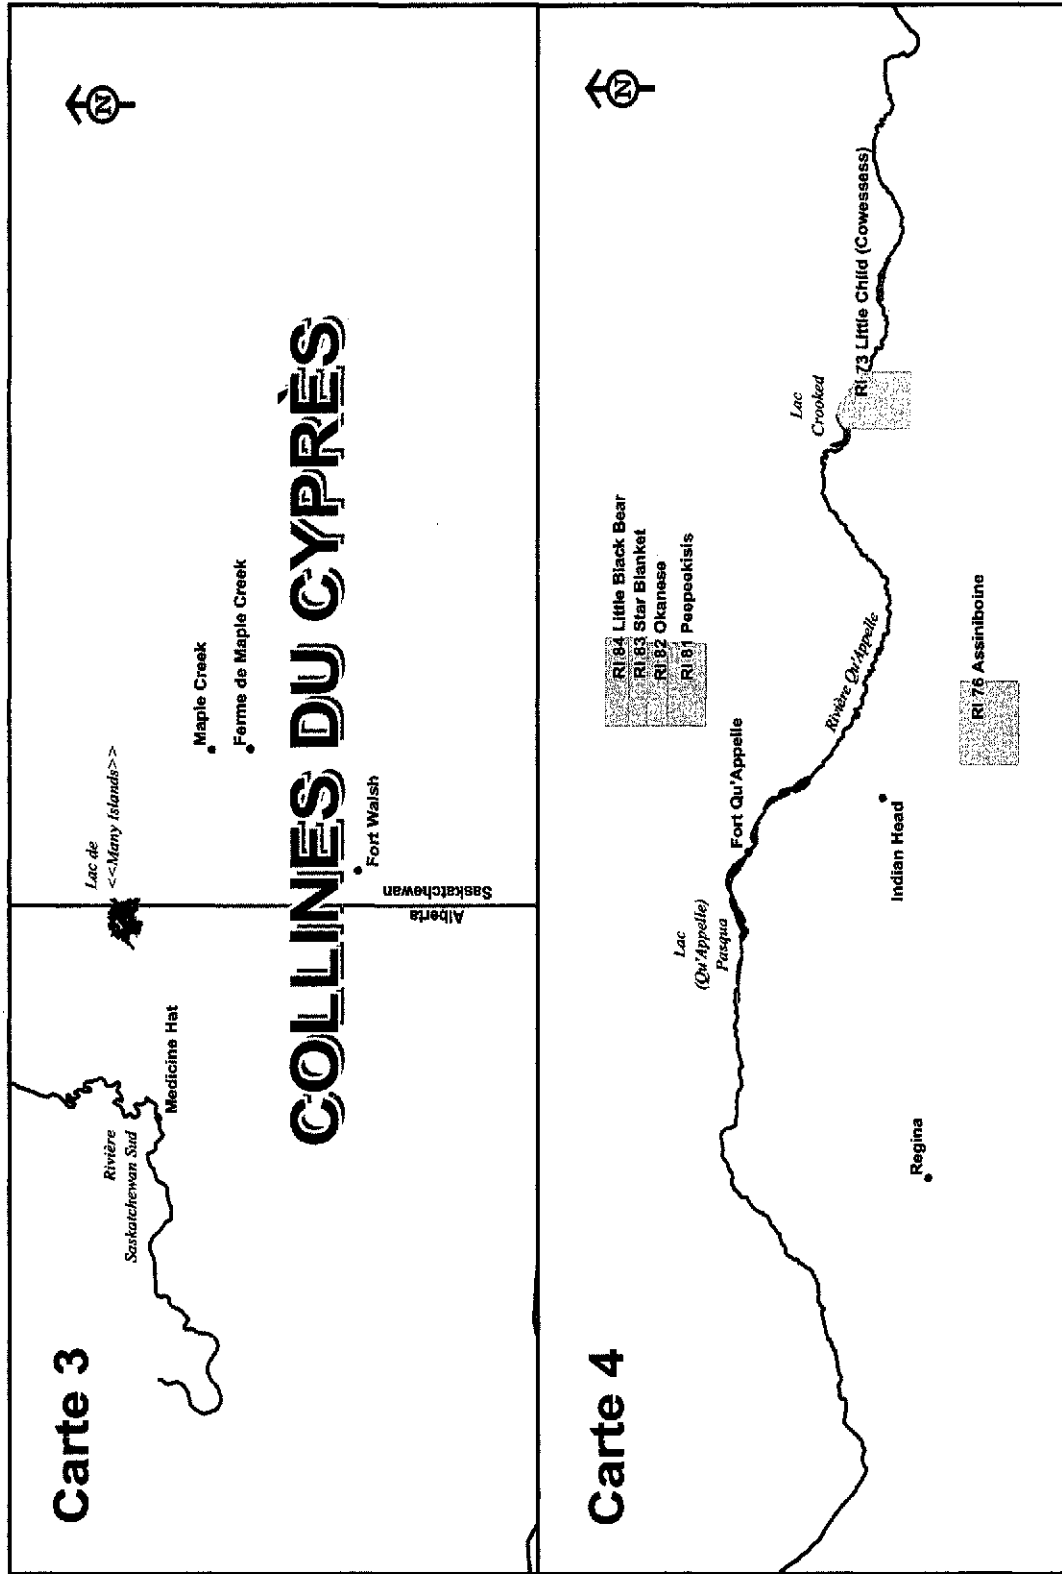 Carte 3
N
Rivière
Saskatchewan Sud
Medicine Hat
Lac de
<<Many Islands>>
Maple Creek
Ferme de Maple Creek
COLLINES DU CYPRÈS
Fort Walsh
Alberta
Saskatchewan
Carte 4
N
RI 84 Little Black Bear
RI 83 Star Blanket
RI 82 Okanese
RI 81 Peepeekisis
Lac
(Qu'Appelle)
Pasqua
Fort Qu'Appelle
Lac
Crooked
RI 73 Little Child (Cowessess)
Rivière Qu'Appelle
Regina
Indian Head
RI 76 Assiniboine